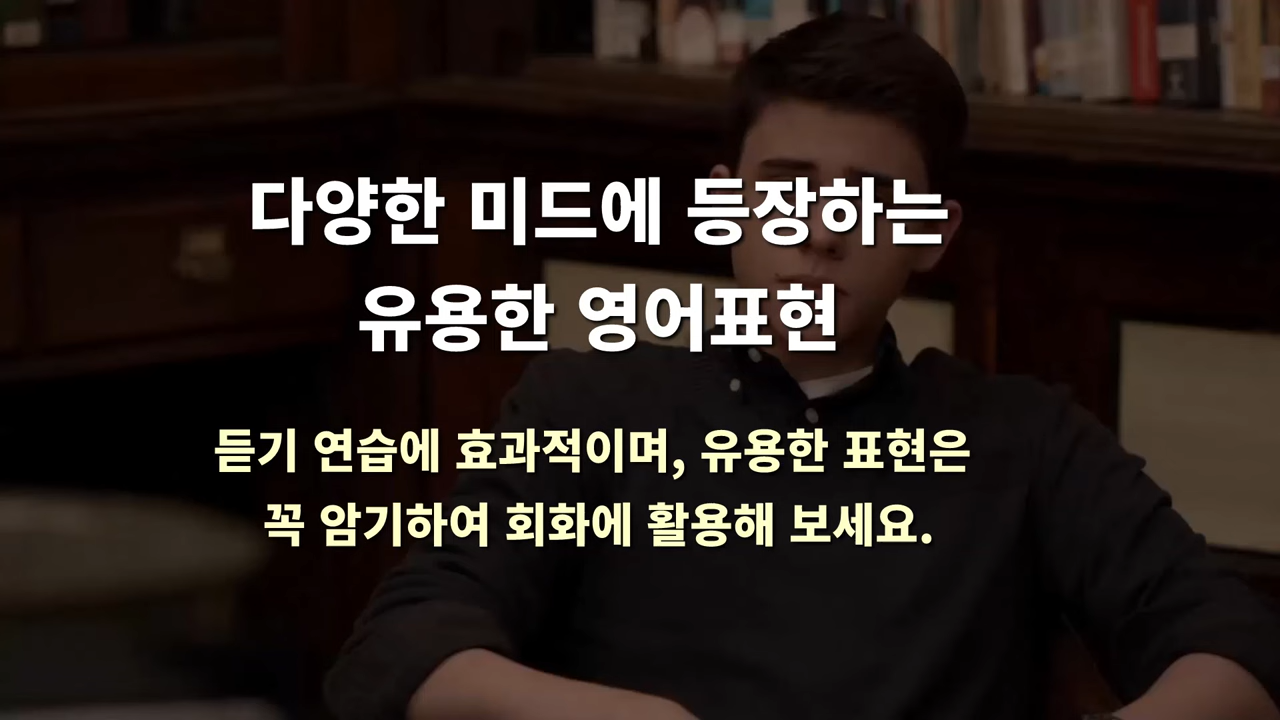 다양한 미드에 등장하는
유용한 영어표현
듣기 연습에 효과적이며, 유용한 표현은
꼭 암기하여 회화에 활용해 보세요.